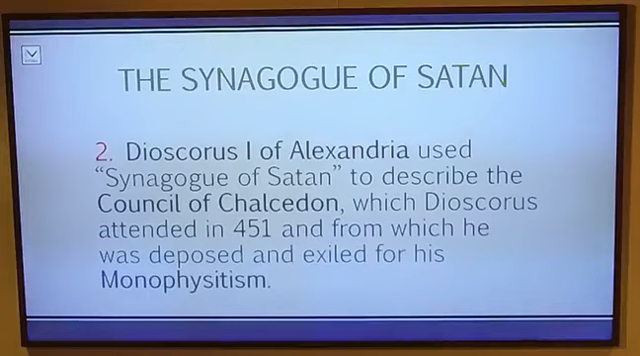 THE SYNAGOGUE OF SATAN
2. Dioscorus I of Alexandria used
“Synagogue of Satan” to describe the
Council of Chalcedon, which Dioscorus
attended in 451 and from which he
was deposed and exiled for his
Monophysitism.